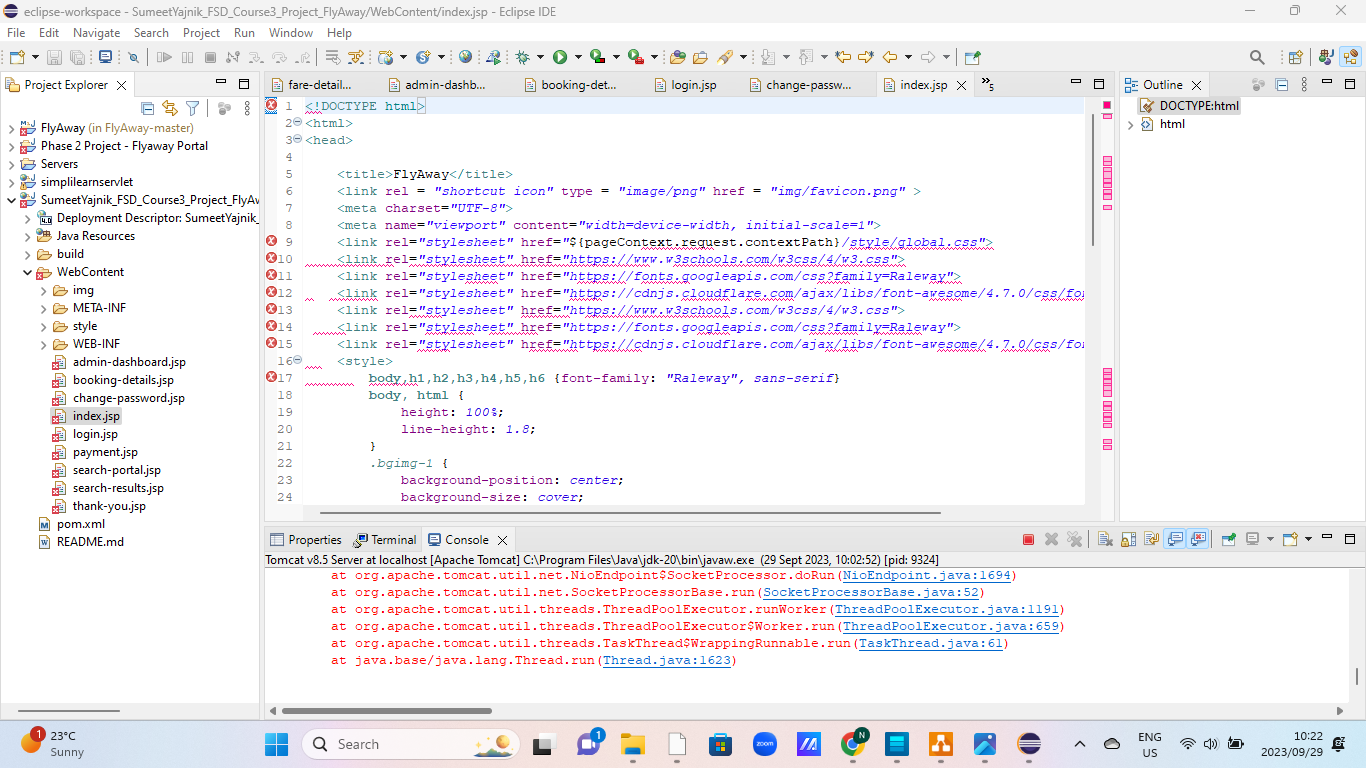 eclipse-workspace - SumeetYajnik_FSD_Course3_Project_FlyAway/WebContent/index.jsp - Eclipse IDE
File Edit Navigate Search Project Run Window Help
Project Explorer
fare-detail...
admin-dashb...
booking-det...
login.jsp
change-passw...
index.jsp
»5
Outline
FlyAway (in FlyAway-master)
Phase 2 Project - Flyaway Portal
Servers
simplilearnservlet
SumeetYajnik_FSD_Course3_Project_FlyAw
Deployment Descriptor: SumeetYajnik_
Java Resources
build
WebContent
img
META-INF
style
WEB-INF
admin-dashboard.jsp
booking-details.jsp
change-password.jsp
index.jsp
login.jsp
payment.jsp
search-portal.jsp
search-results.jsp
thank-you.jsp
pom.xml
README.md
1 <!DOCTYPE html>
2 <html>
3 <head>
4
5 <title>FlyAway</title>
6 <link rel = "shortcut icon" type = "image/png" href = "img/favicon.png" >
7 <meta charset="UTF-8">
8 <meta name="viewport" content="width=device-width, initial-scale=1">
9 <link rel="stylesheet" href="${pageContext.request.contextPath}/style/global.css">
10 <link rel="stylesheet" href="https://www.w3schools.com/w3css/4/w3.css">
11 <link rel="stylesheet" href="https://fonts.googleapis.com/css?family=Raleway">
12 <link rel="stylesheet" href="https://cdnjs.cloudflare.com/ajax/libs/font-awesome/4.7.0/css/fon
13 <link rel="stylesheet" href="https://www.w3schools.com/w3css/4/w3.css">
14 <link rel="stylesheet" href="https://fonts.googleapis.com/css?family=Raleway">
15 <link rel="stylesheet" href="https://cdnjs.cloudflare.com/ajax/libs/font-awesome/4.7.0/css/fon
16 <style>
17 body,h1,h2,h3,h4,h5,h6 {font-family: "Raleway", sans-serif}
18 body, html {
19 height: 100%;
20 line-height: 1.8;
21 }
22 .bgimg-1 {
23 background-position: center;
24 background-size: cover;
DOCTYPE:html
html
Properties
Terminal
Console
Tomcat v8.5 Server at localhost [Apache Tomcat] C:\Program Files\Java\jdk-20\bin\javaw.exe (29 Sept 2023, 10:02:52) [pid: 9324]
at org.apache.tomcat.util.net.NioEndpoint$SocketProcessor.doRun(NioEndpoint.java:1694)
at org.apache.tomcat.util.net.SocketProcessorBase.run(SocketProcessorBase.java:52)
at org.apache.tomcat.util.threads.ThreadPoolExecutor.runWorker(ThreadPoolExecutor.java:1191)
at org.apache.tomcat.util.threads.ThreadPoolExecutor$Worker.run(ThreadPoolExecutor.java:659)
at org.apache.tomcat.util.threads.TaskThread$WrappingRunnable.run(TaskThread.java:61)
at java.base/java.lang.Thread.run(Thread.java:1623)
1
23°C
Sunny
Search
1
zoom
N
ENG
US
10:22
2023/09/29